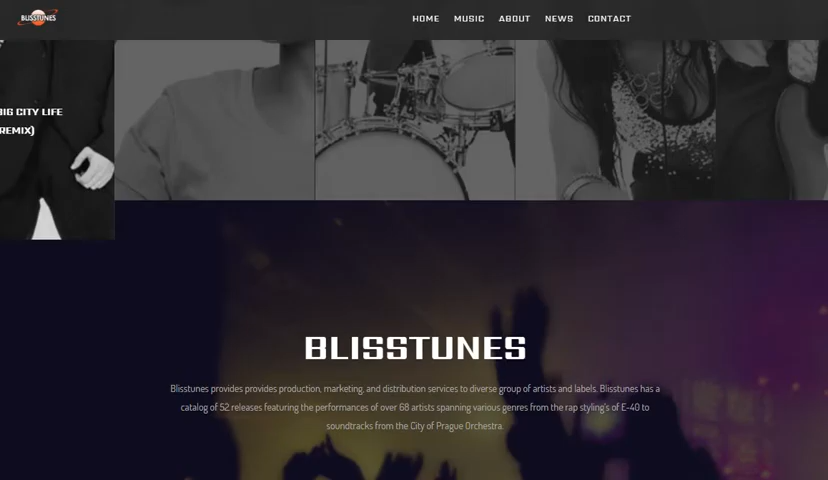 BLISSTUNES
HOME MUSIC ABOUT NEWS CONTACT
BIG CITY LIFE
REMIX)
BLISSTUNES
Blisstunes provides provides production, marketing, and distribution services to diverse group of artists and labels. Blisstunes has a
catalog of 52 releases featuring the performances of over 68 artists spanning various genres from the rap styling's of E-40 to
soundtracks from the City of Prague Orchestra.